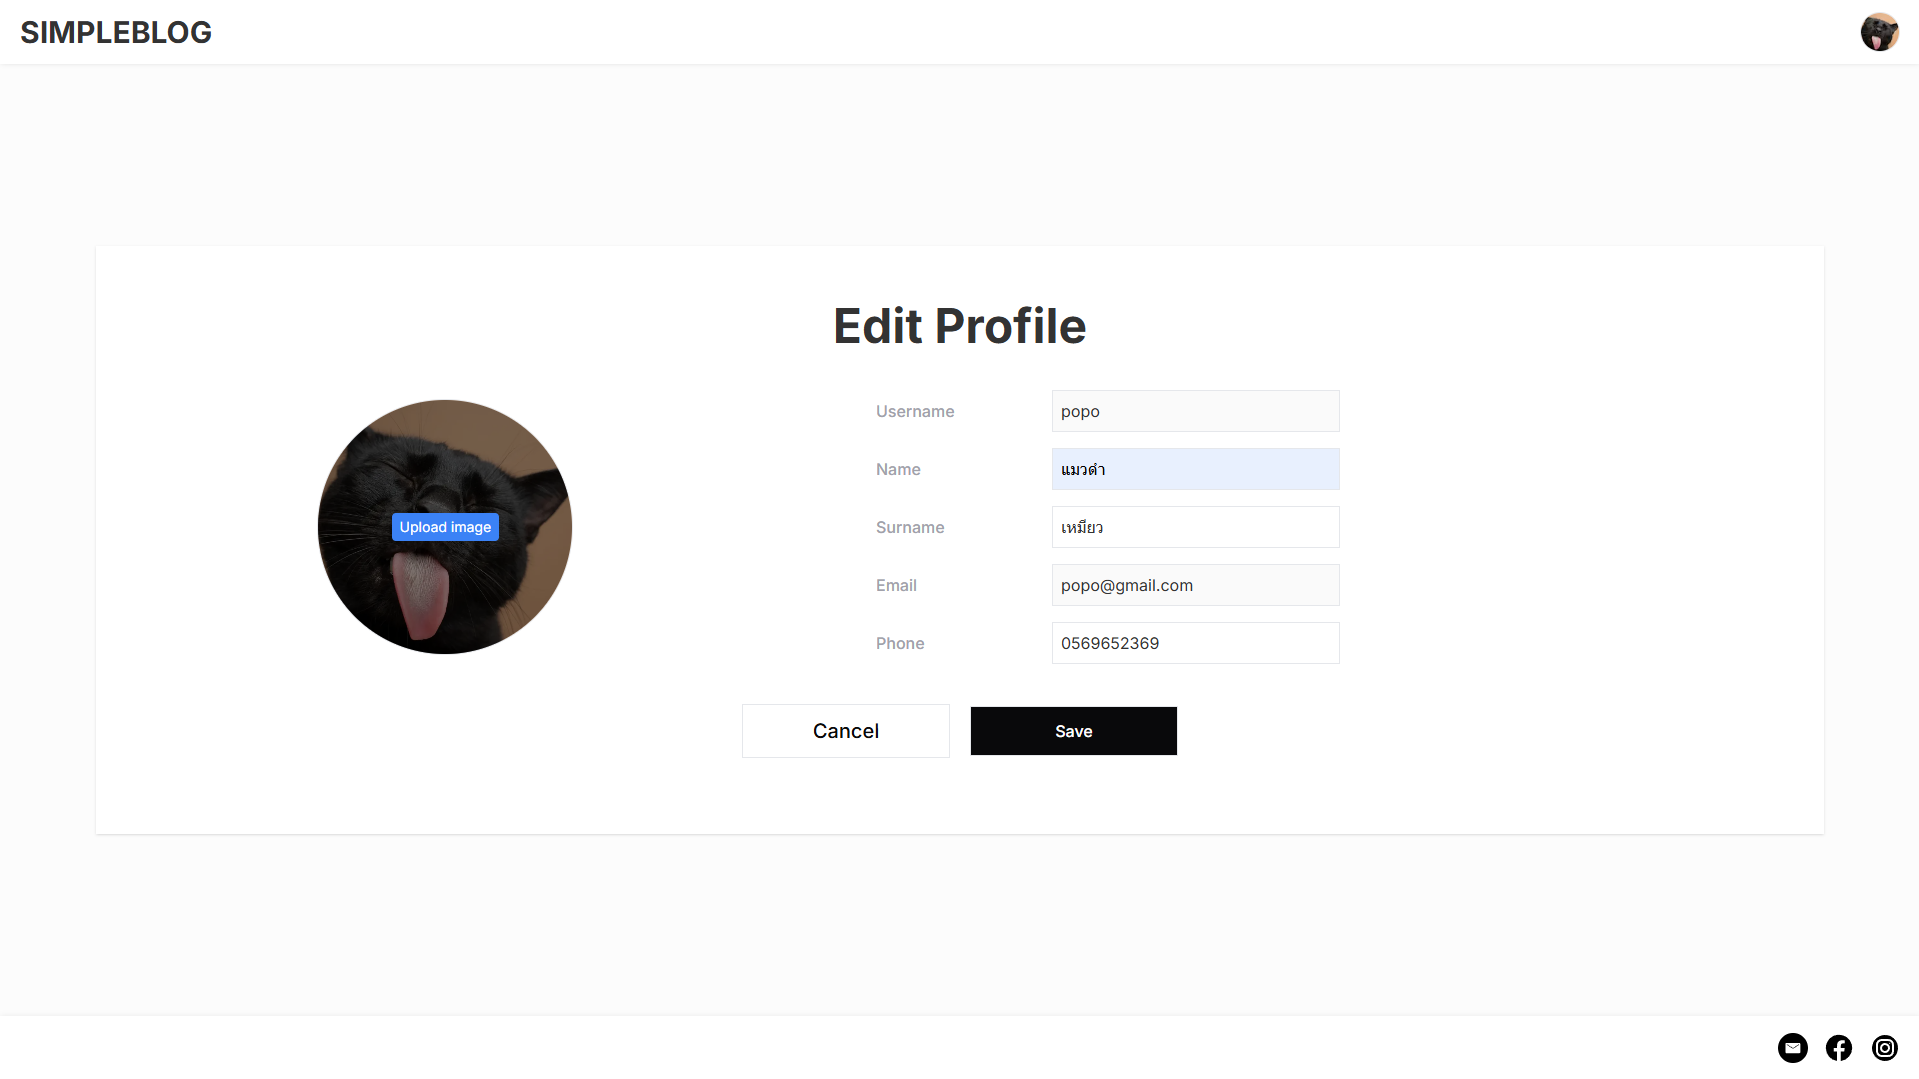 SIMPLEBLOG
Edit Profile
Upload image
Username popo
Name แมวดำ
Surname เหมียว
Email popo@gmail.com
Phone 0569652369
Cancel Save